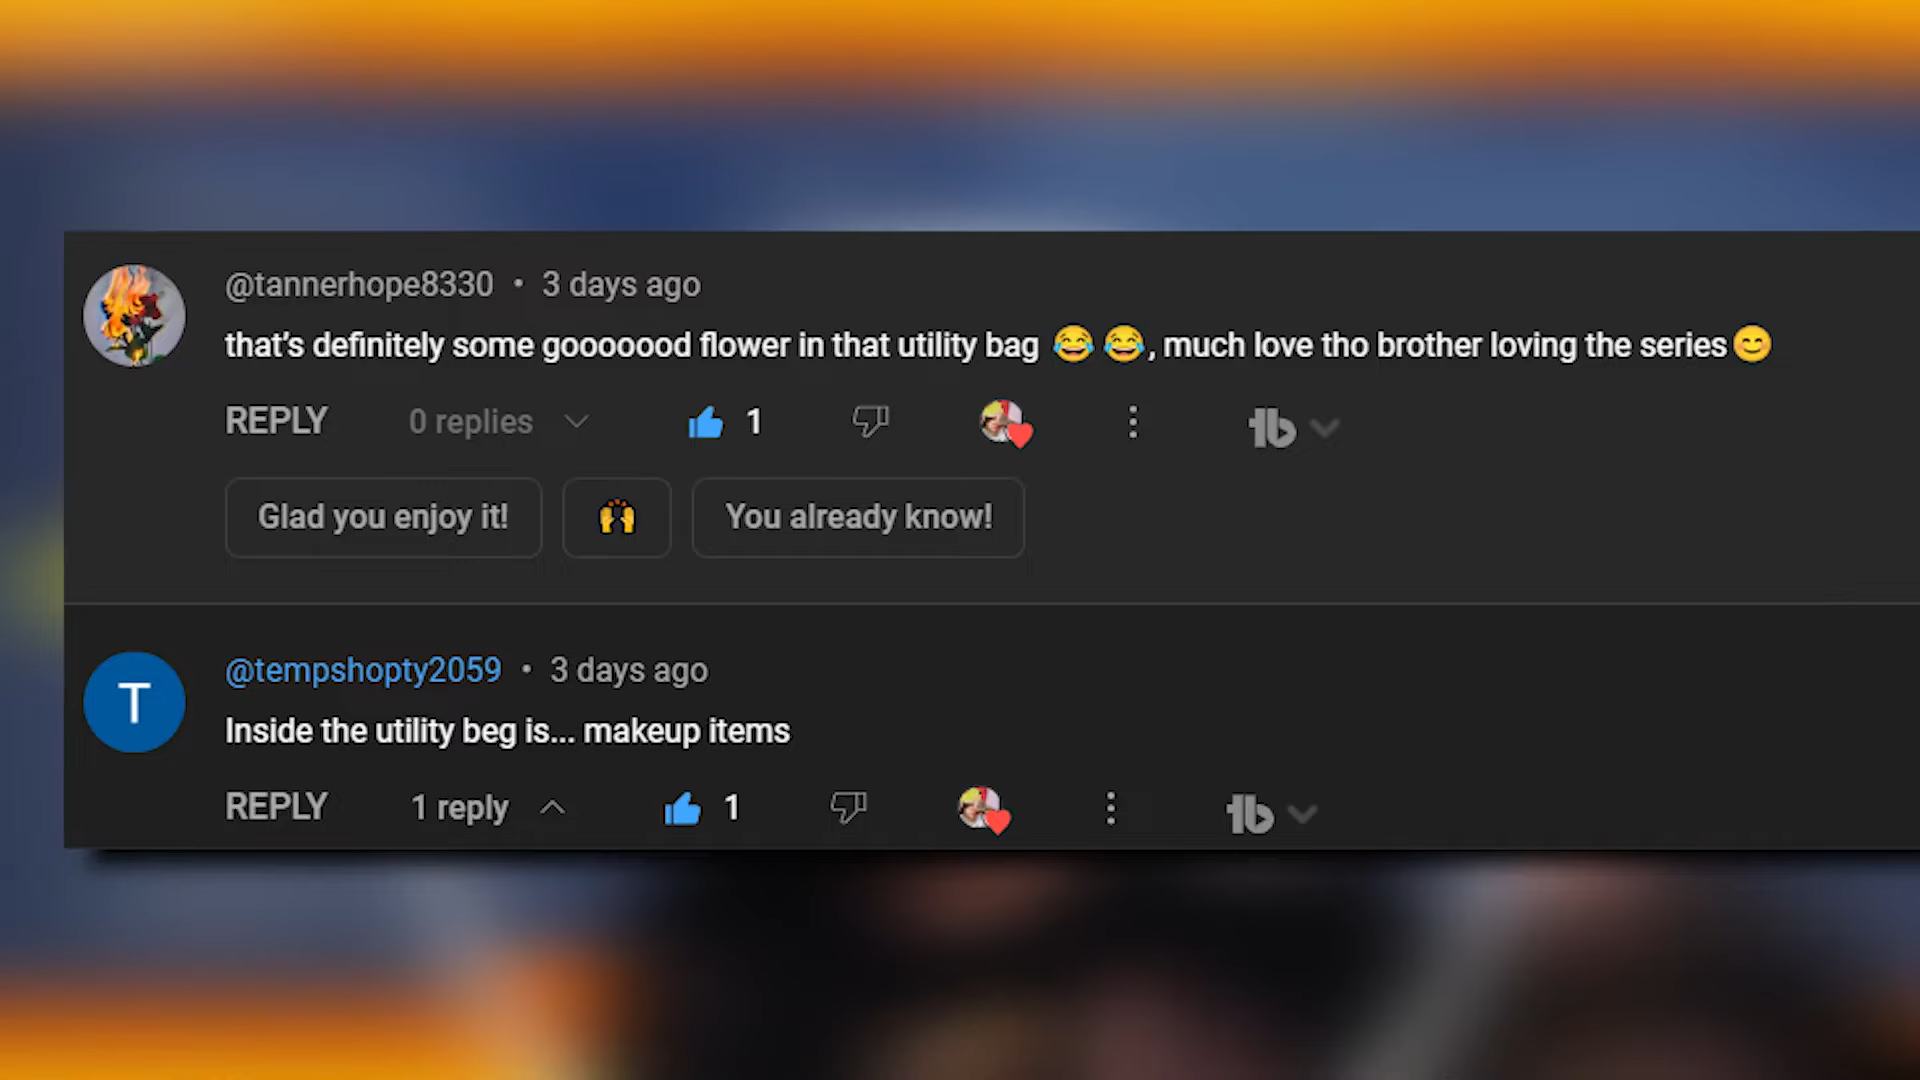 @tannerhope8330 • 3 days ago
that's definitely some gooooood flower in that utility bag 😂 😂, much love tho brother loving the series😊
REPLY 0 replies 1
Glad you enjoy it! 🙌 You already know!
T
@tempshopty2059 • 3 days ago
Inside the utility beg is... makeup items
REPLY 1 reply 1